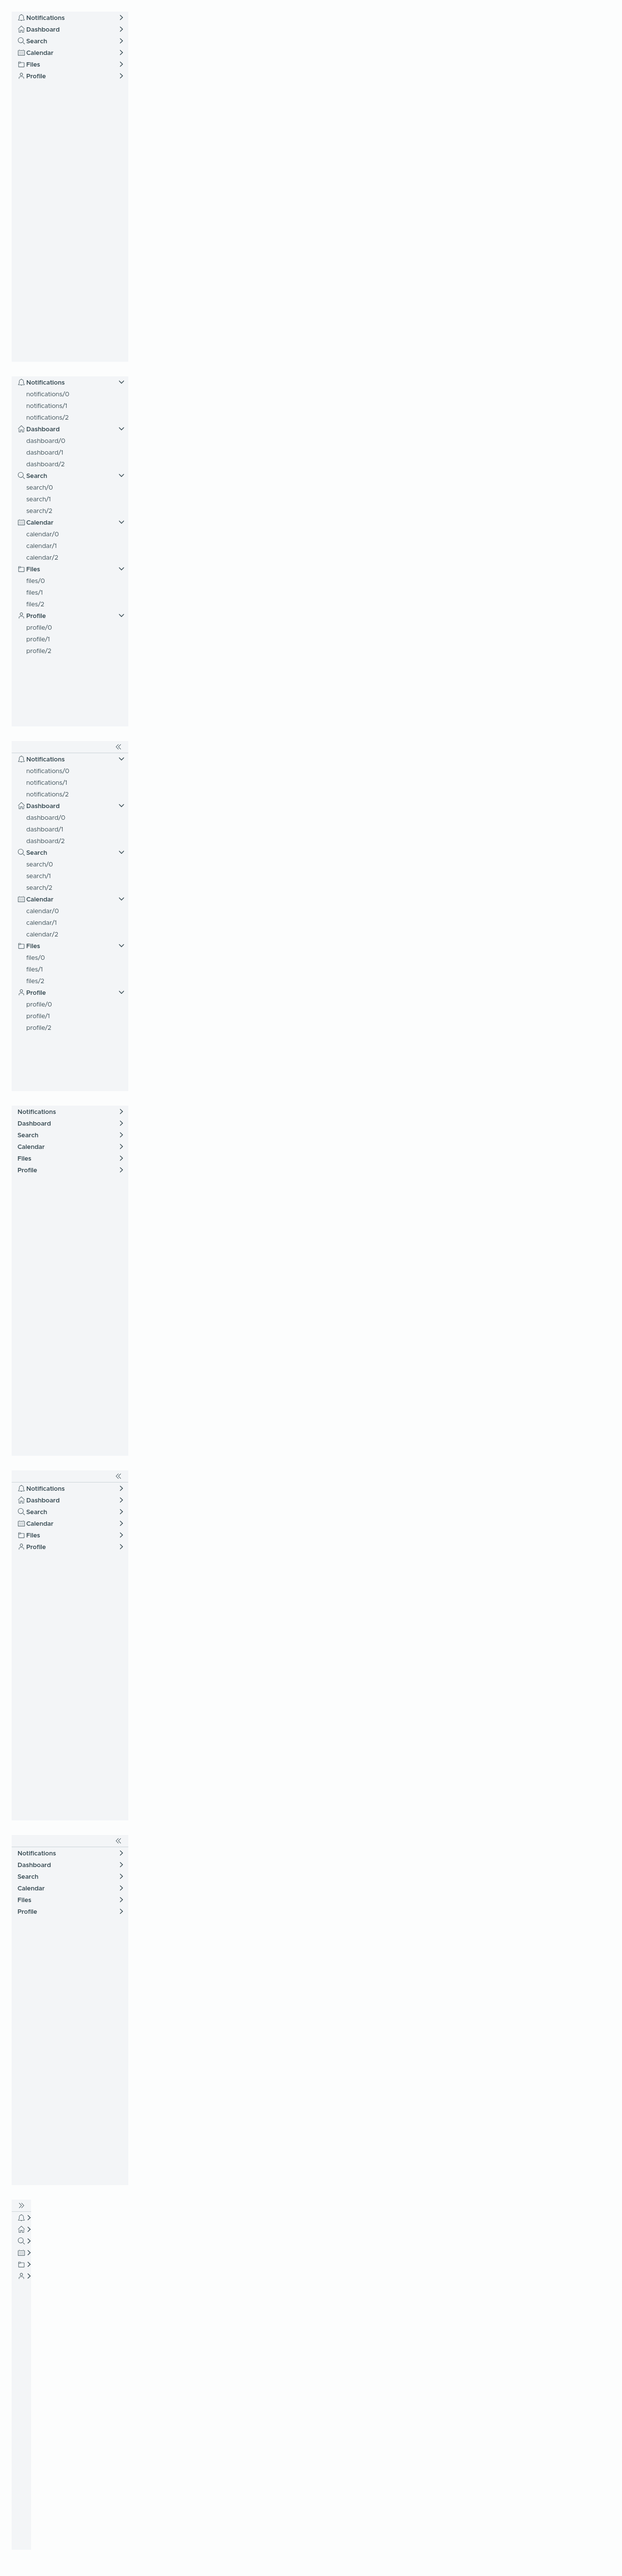 Notifications
Dashboard
Search
Calendar
Files
Profile
Notifications
notifications/0
notifications/1
notifications/2
Dashboard
dashboard/0
dashboard/1
dashboard/2
Search
search/0
search/1
search/2
Calendar
calendar/0
calendar/1
calendar/2
Files
files/0
files/1
files/2
Profile
profile/0
profile/1
profile/2
Notifications
notifications/0
notifications/1
notifications/2
Dashboard
dashboard/0
dashboard/1
dashboard/2
Search
search/0
search/1
search/2
Calendar
calendar/0
calendar/1
calendar/2
Files
files/0
files/1
files/2
Profile
profile/0
profile/1
profile/2
Notifications
Dashboard
Search
Calendar
Files
Profile
Notifications
Dashboard
Search
Calendar
Files
Profile
Notifications
Dashboard
Search
Calendar
Files
Profile